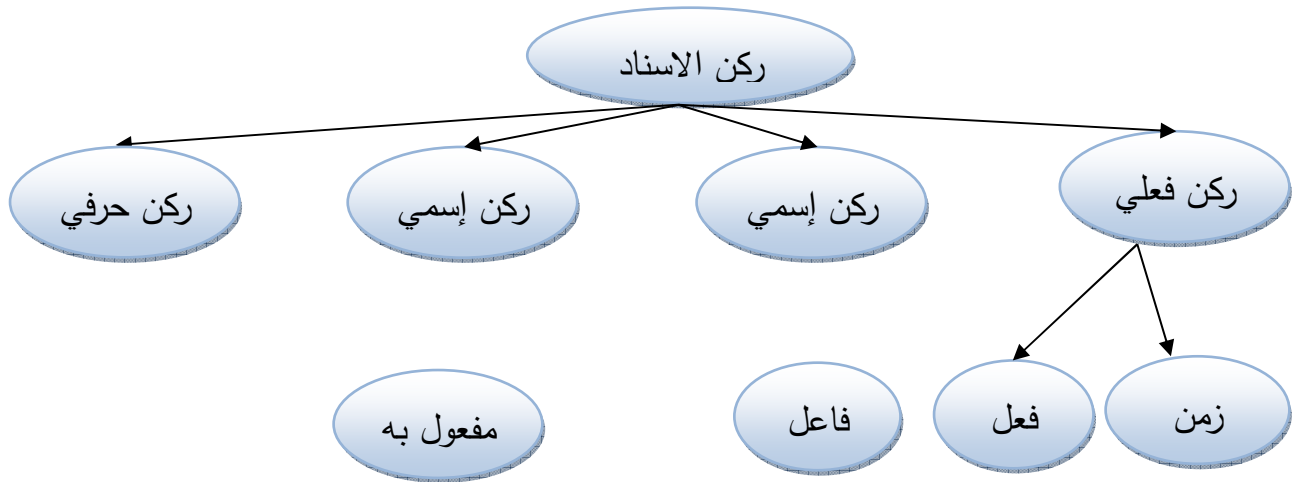 ركن الاسناد
ركن فعلي
ركن إسمي
ركن إسمي
ركن حرفي
زمن
فعل
فاعل
مفعول به